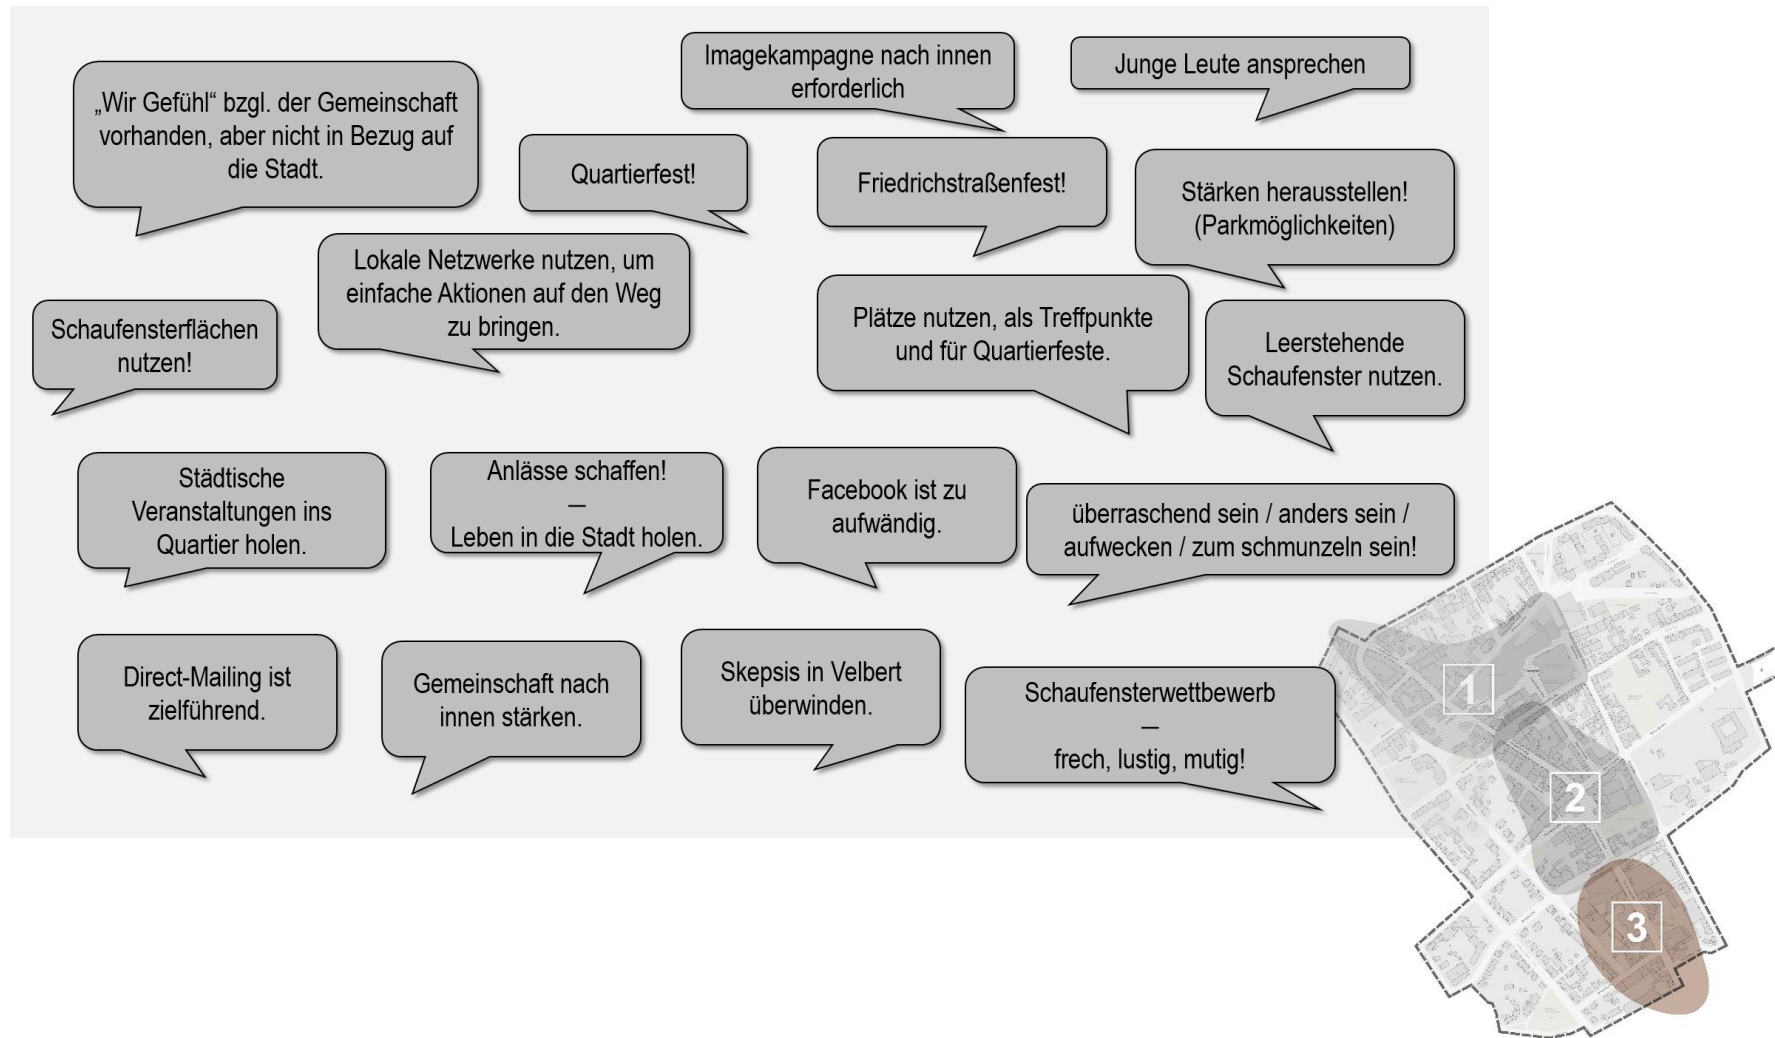 „Wir Gefühl“ bzgl. der Gemeinschaft
vorhanden, aber nicht in Bezug auf
die Stadt.
Imagekampagne nach innen
erforderlich
Junge Leute ansprechen
Quartierfest!
Friedrichstraßenfest!
Stärken herausstellen!
(Parkmöglichkeiten)
Lokale Netzwerke nutzen, um
einfache Aktionen auf den Weg
zu bringen.
Schaufensterflächen
nutzen!
Plätze nutzen, als Treffpunkte
und für Quartierfeste.
Leerstehende
Schaufenster nutzen.
Städtische
Veranstaltungen ins
Quartier holen.
Anlässe schaffen!
–
Leben in die Stadt holen.
Facebook ist zu
aufwändig.
überraschend sein / anders sein /
aufwecken / zum schmunzeln sein!
Direct-Mailing ist
zielführend.
Gemeinschaft nach
innen stärken.
Skepsis in Velbert
überwinden.
Schaufensterwettbewerb
–
frech, lustig, mutig!
1
2
3